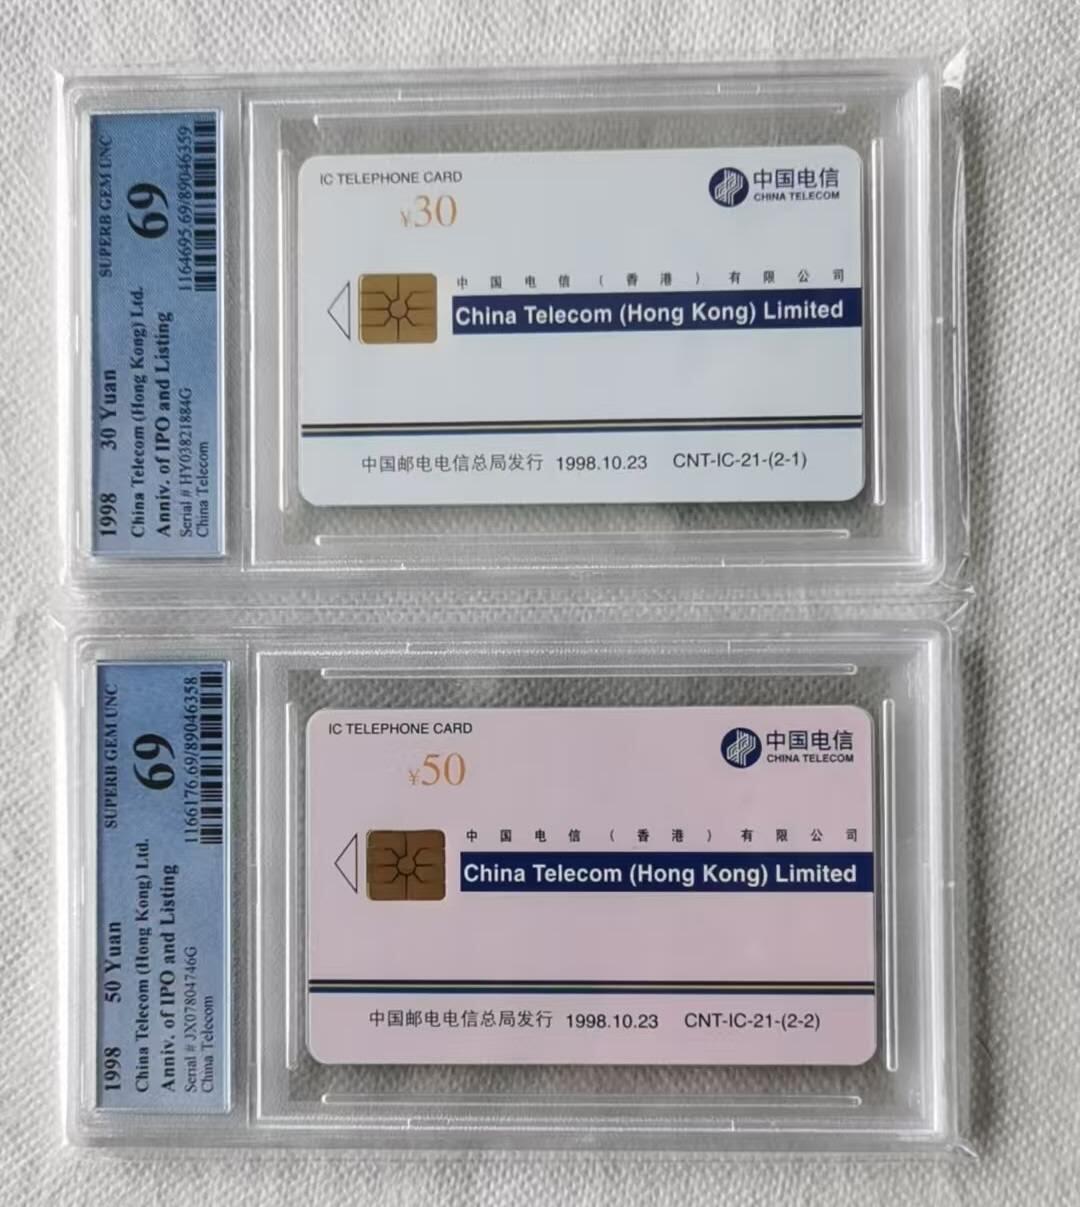 1998 30 Yuan SUPERB GEM UNC
China Telecom (Hong Kong) Ltd. 69
Anniv. of IPO and Listing
Serial # HY03821884G 1164695.69/89046359
China Telecom
IC TELEPHONE CARD
¥30
中国电信
CHINA TELECOM
中国电信(香港)有限公司
China Telecom (Hong Kong) Limited
中国邮电电信总局发行 1998.10.23 CNT-IC-21-(2-1)
1998 50 Yuan SUPERB GEM UNC
China Telecom (Hong Kong) Ltd. 69
Anniv. of IPO and Listing
Serial # JX07804746G 1166176.69/89046358
China Telecom
IC TELEPHONE CARD
¥50
中国电信
CHINA TELECOM
中国电信(香港)有限公司
China Telecom (Hong Kong) Limited
中国邮电电信总局发行 1998.10.23 CNT-IC-21-(2-2)